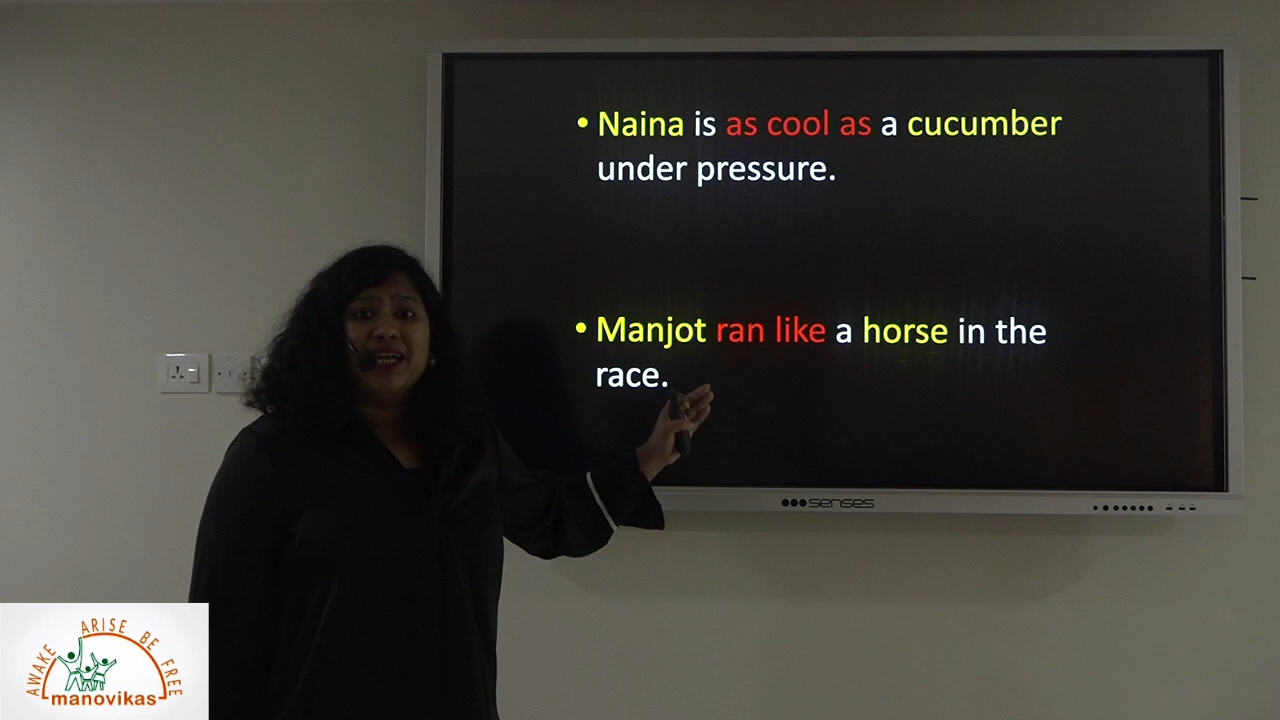 • Naina is as cool as a cucumber
under pressure.
• Manjot ran like a horse in the
race.
senses
AWAKE ARISE BE FREE
manovikas